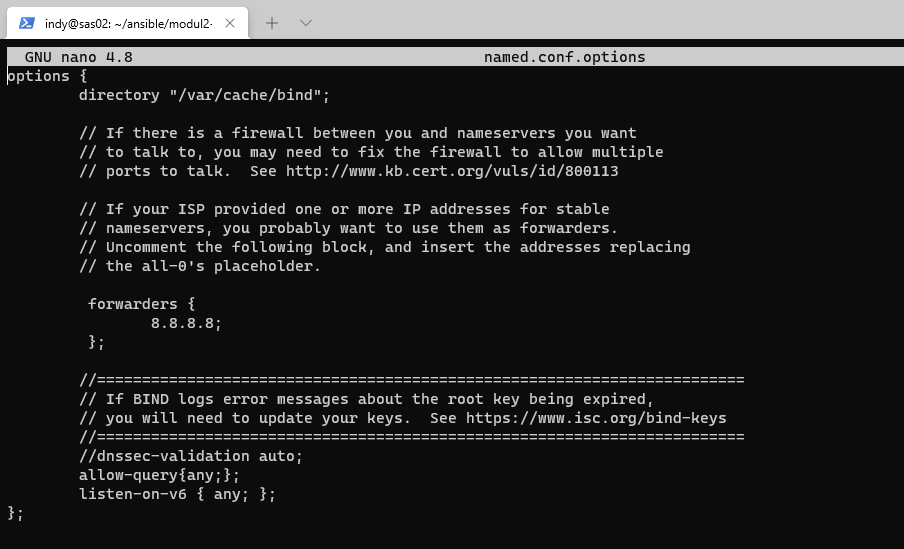 indy@sas02: ~/ansible/modul2-
GNU nano 4.8 named.conf.options
options {
directory "/var/cache/bind";
// If there is a firewall between you and nameservers you want
// to talk to, you may need to fix the firewall to allow multiple
// ports to talk.  See http://www.kb.cert.org/vuls/id/800113
// If your ISP provided one or more IP addresses for stable
// nameservers, you probably want to use them as forwarders.
// Uncomment the following block, and insert the addresses replacing
// the all-0's placeholder.
forwarders {
8.8.8.8;
};
//========================================================================
// If BIND logs error messages about the root key being expired,
// you will need to update your keys.  See https://www.isc.org/bind-keys
//========================================================================
//dnssec-validation auto;
allow-query{any;};
listen-on-v6 { any; };
};